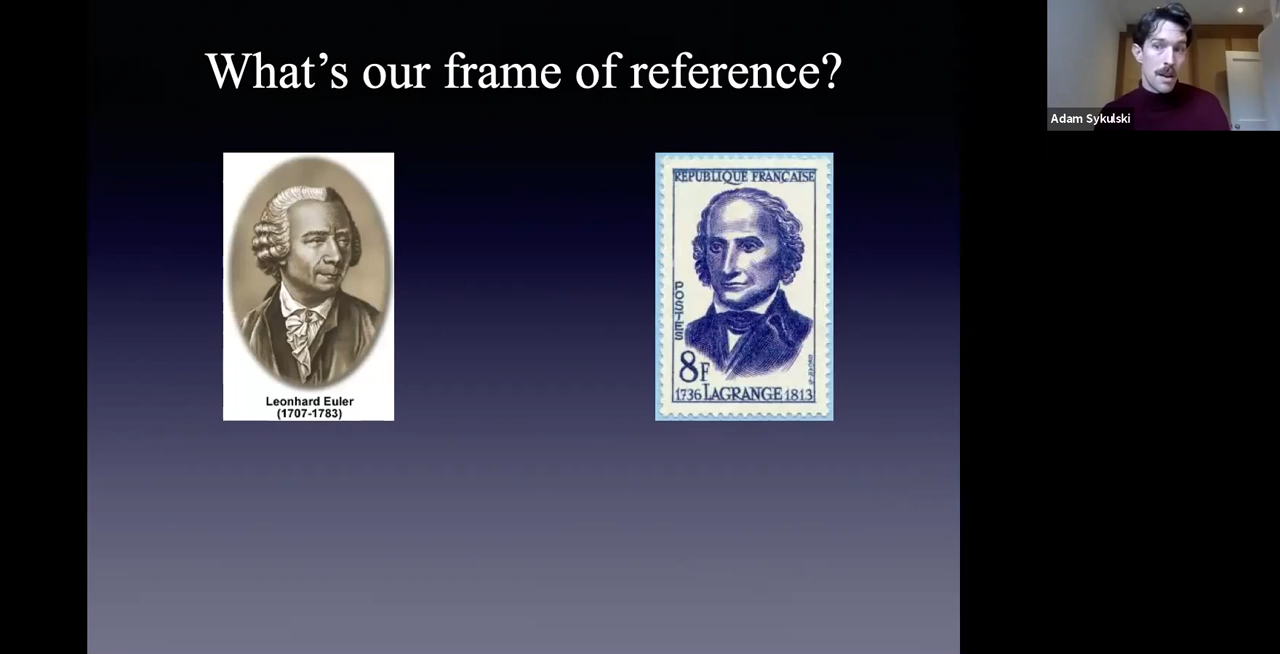 What's our frame of reference?
Adam Sykulski
Leonhard Euler
(1707-1783)
REPUBLIQUE FRANÇAISE
POSTES
8F
1736 LAGRANGE 1813